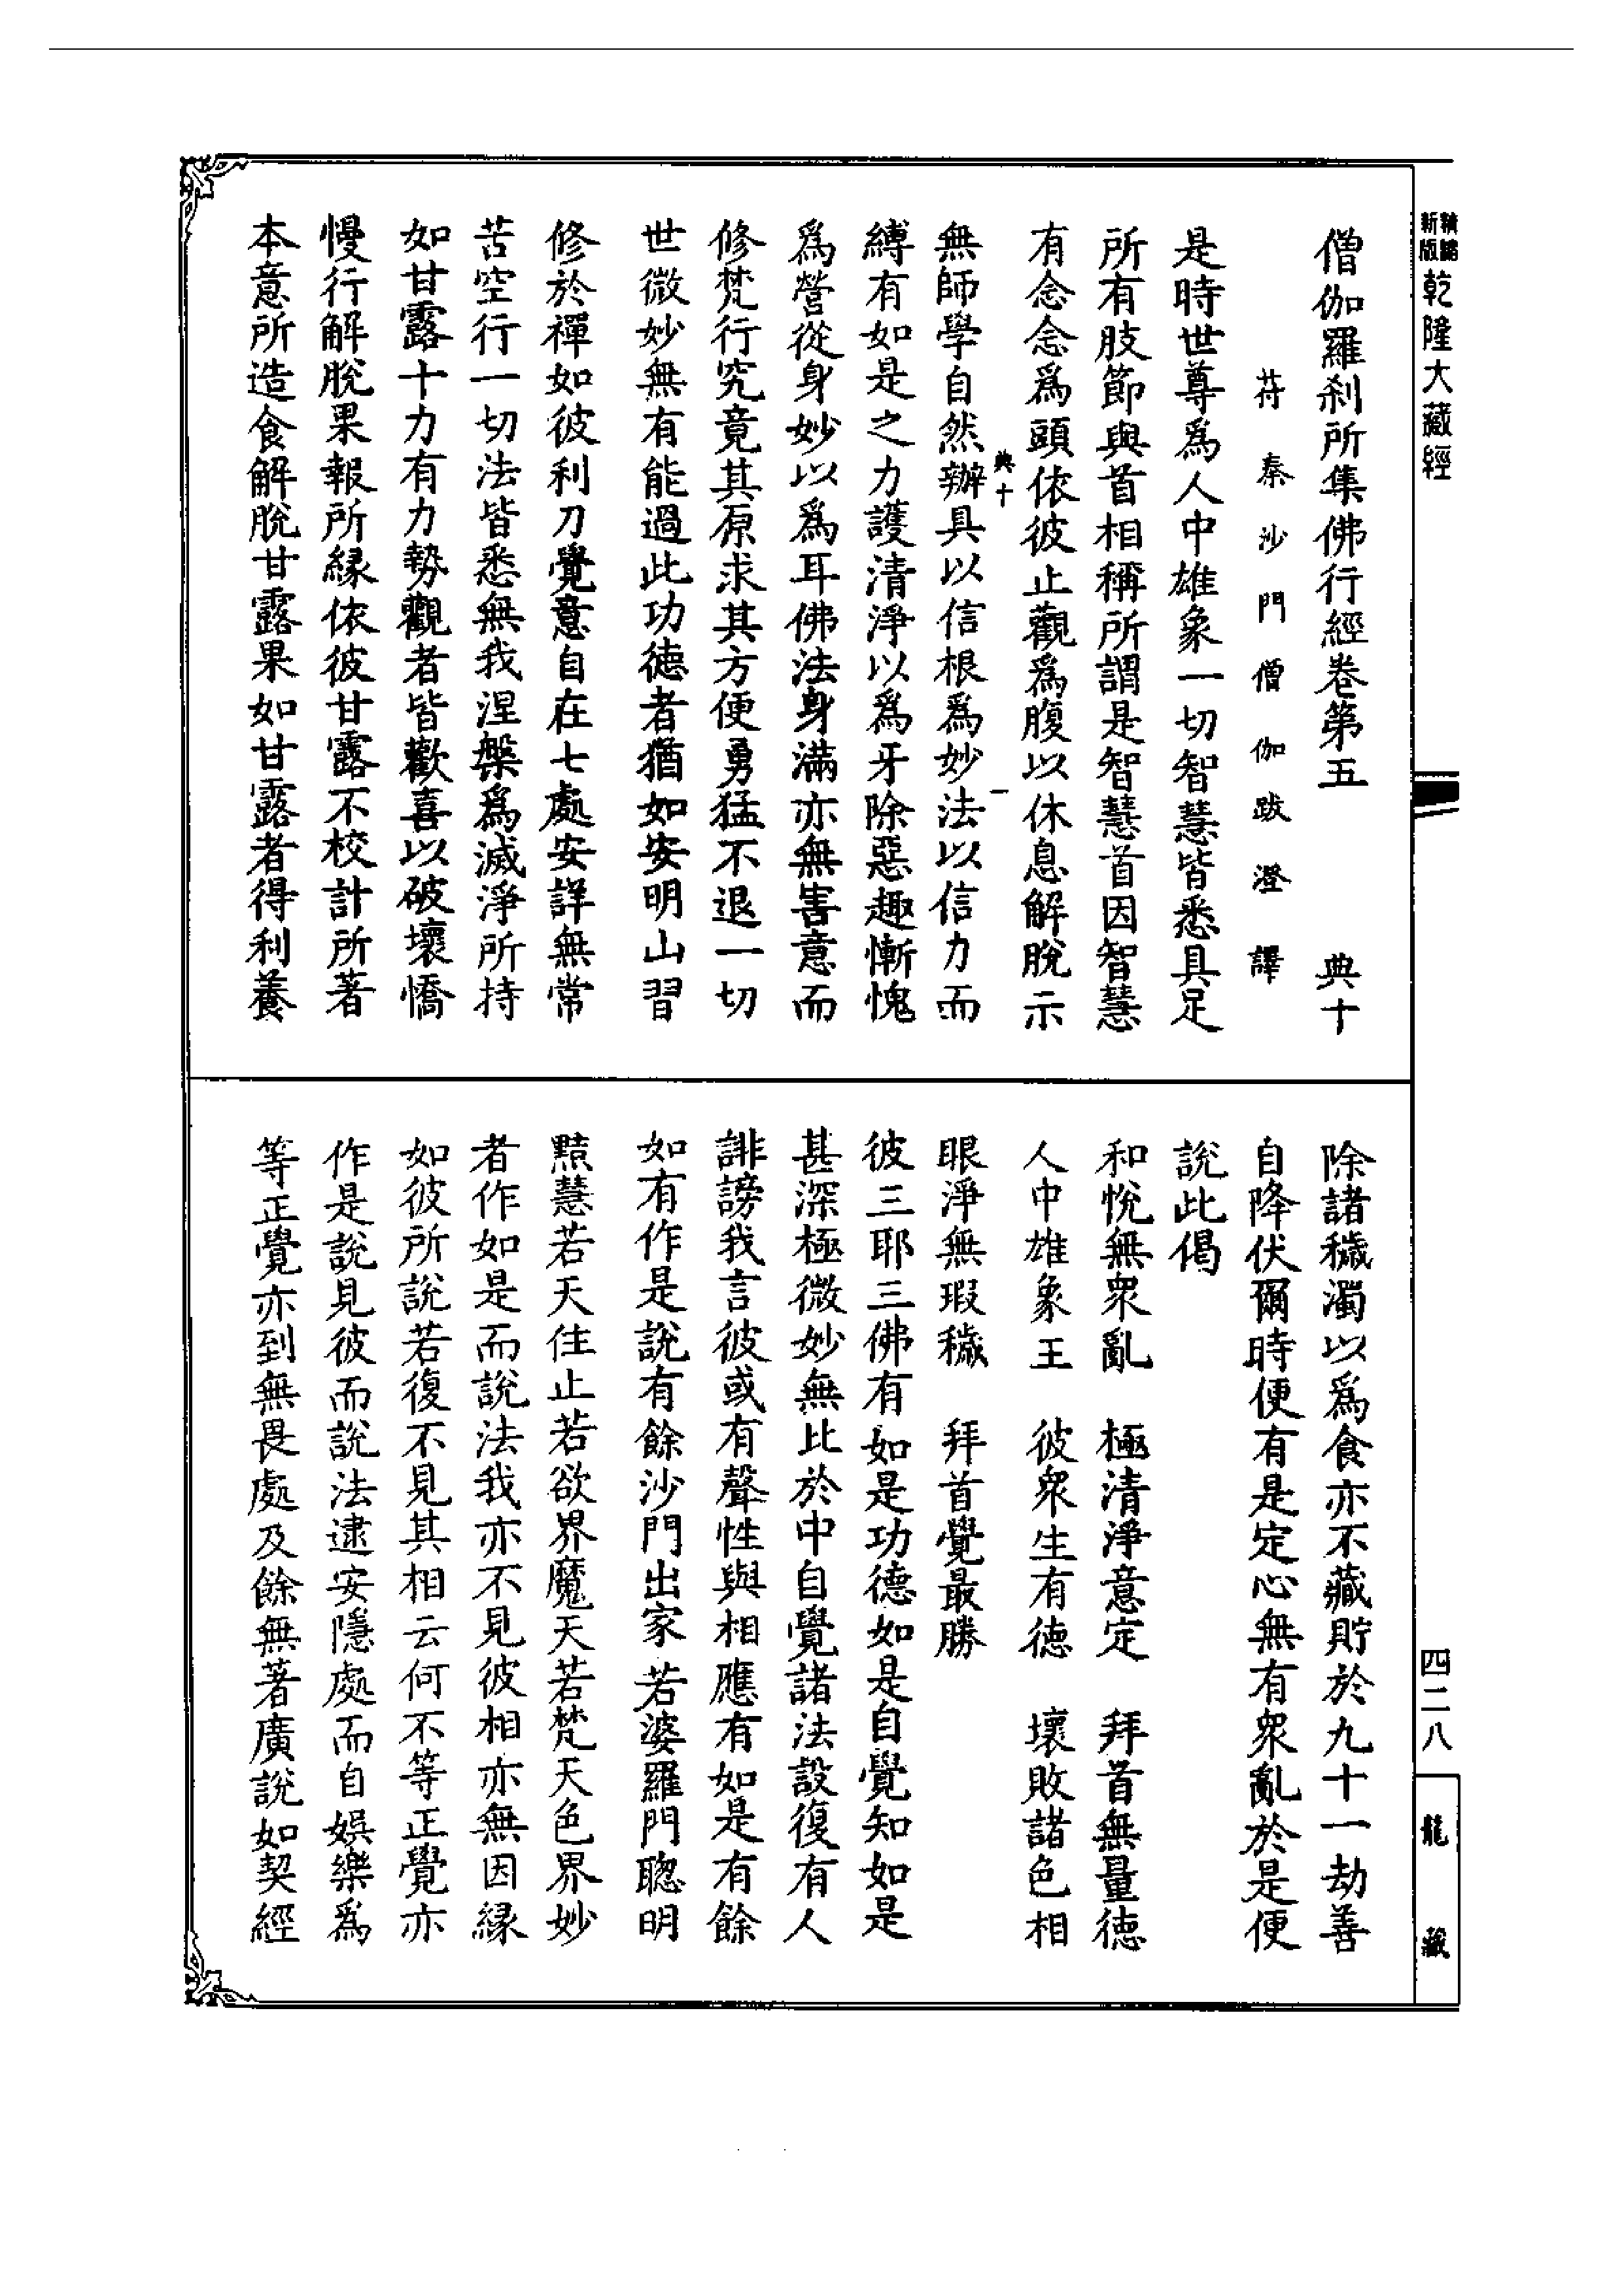 新版精編乾隆大藏經
四二八
龍藏
僧伽羅刹所集佛行經卷第五 典十
苻秦沙門僧伽跋澄譯
是時世尊爲人中雄象一切智慧皆悉具足
所有肢節與首相稱所謂是智慧首因智慧
有念念爲頭依彼止觀爲腹以休息解脫示
典十 一
無師學自然辦具以信根爲妙法以信力而
縛有如是之力護清淨以爲牙除惡趣慚愧
爲營從身妙以爲耳佛法身滿亦無害意而
修梵行究竟其原求其方便勇猛不退一切
世微妙無有能過此功德者猶如安明山習
修於禪如彼利刀覺意自在七處安詳無常
苦空行一切法皆悉無我涅槃爲滅淨所持
如甘露十力有力勢觀者皆歡喜以破壞憍
慢行解脫果報所緣依彼甘露不校計所著
本意所造食解脫甘露果如甘露者得利養
除諸穢濁以爲食亦不藏貯於九十一劫善
自降伏爾時便有是定心無有眾亂於是便
說此偈
和悅無眾亂 極清淨意定 拜首無量德
人中雄象王 彼眾生有德 壞敗諸色相
眼淨無瑕穢 拜首覺最勝
彼三耶三佛有如是功德如是自覺知如是
甚深極微妙無比於中自覺諸法設復有人
誹謗我言彼或有聲性與相應有如是有餘
如有作是說有餘沙門出家若婆羅門聰明
黠慧若天住止若欲界魔天若梵天色界妙
者作如是而說法我亦不見彼相亦無因緣
如彼所說若復不見其相云何不等正覺亦
作是說見彼而說法逮安隱處而自娛樂爲
等正覺亦到無畏處及餘無著廣說如契經